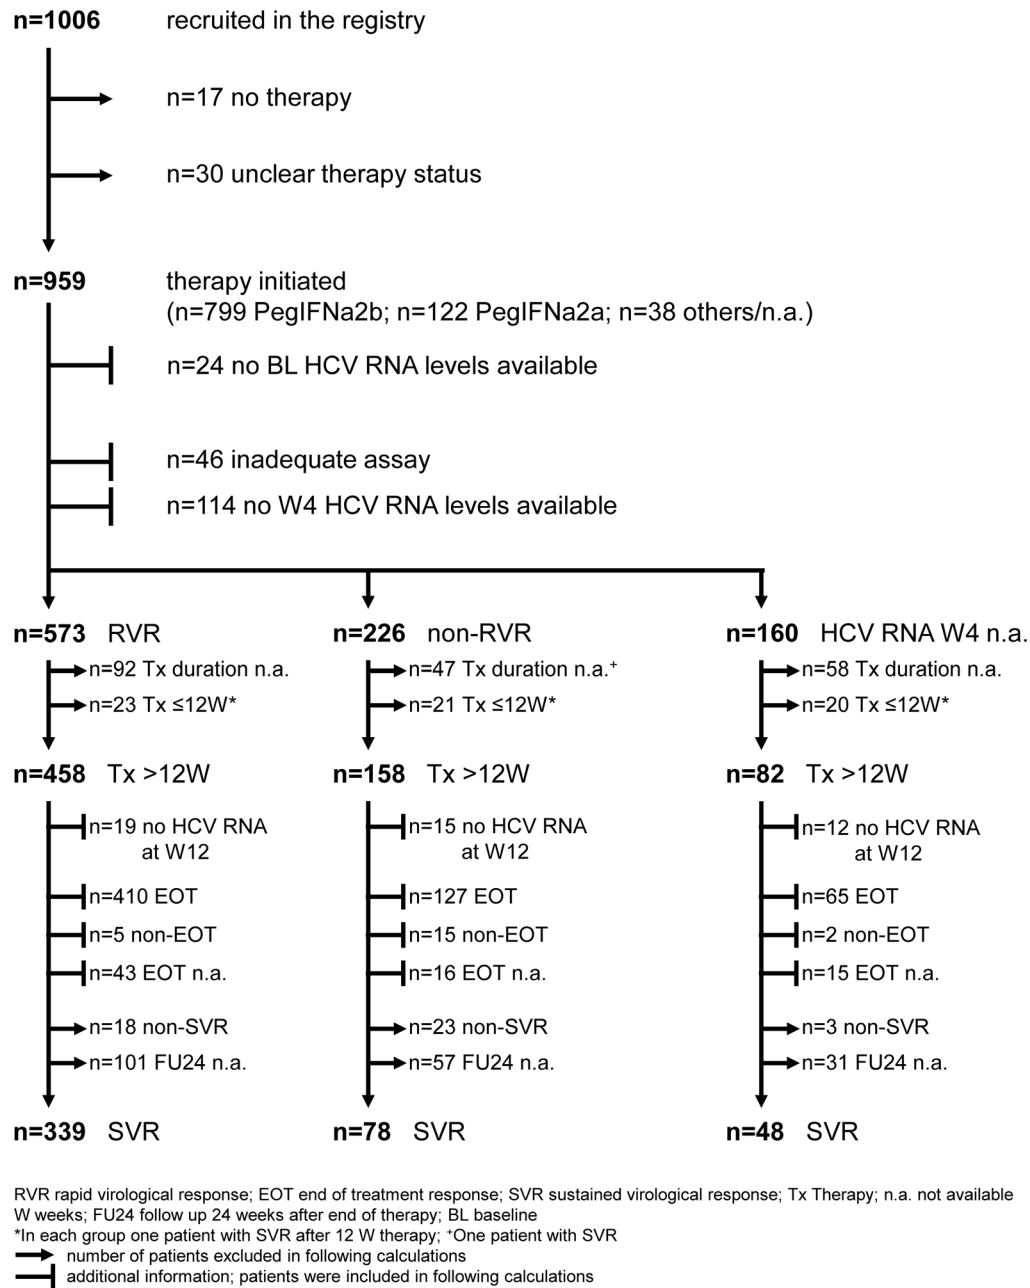 n=1006 recruited in the registry
n=17 no therapy
n=30 unclear therapy status
n=959 therapy initiated
(n=799 PegIFNa2b; n=122 PegIFNa2a; n=38 others/n.a.)
n=24 no BL HCV RNA levels available
n=46 inadequate assay
n=114 no W4 HCV RNA levels available
n=573 RVR
n=92 Tx duration n.a.
n=23 Tx ≤12W*
n=458 Tx >12W
n=19 no HCV RNA
at W12
n=410 EOT
n=5 non-EOT
n=43 EOT n.a.
n=18 non-SVR
n=101 FU24 n.a.
n=339 SVR
n=226 non-RVR
n=47 Tx duration n.a.⁺
n=21 Tx ≤12W*
n=158 Tx >12W
n=15 no HCV RNA
at W12
n=127 EOT
n=15 non-EOT
n=16 EOT n.a.
n=23 non-SVR
n=57 FU24 n.a.
n=78 SVR
n=160 HCV RNA W4 n.a.
n=58 Tx duration n.a.
n=20 Tx ≤12W*
n=82 Tx >12W
n=12 no HCV RNA
at W12
n=65 EOT
n=2 non-EOT
n=15 EOT n.a.
n=3 non-SVR
n=31 FU24 n.a.
n=48 SVR
RVR rapid virological response; EOT end of treatment response; SVR sustained virological response; Tx Therapy; n.a. not available
W weeks; FU24 follow up 24 weeks after end of therapy; BL baseline
*In each group one patient with SVR after 12 W therapy; ⁺One patient with SVR
number of patients excluded in following calculations
additional information; patients were included in following calculations